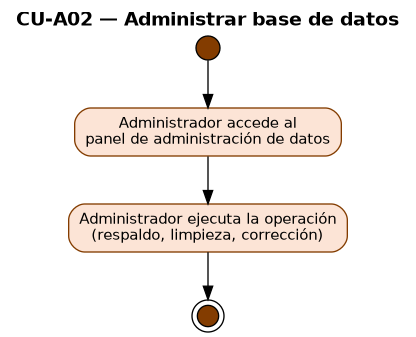 CU-A02 — Administrar base de datos
Administrador accede al
panel de administración de datos
Administrador ejecuta la operación
(respaldo, limpieza, corrección)